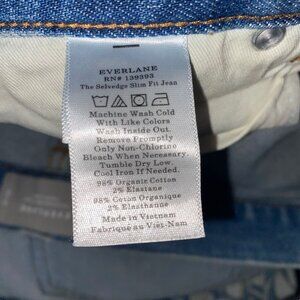 EVERLANE
RN# 139393
The Selvedge Slim Fit Jean
Machine Wash Cold
With Like Colors
Wash Inside Out.
Remove Promptly
Only Non-Chlorine
Bleach When Necessary.
Tumble Dry Low.
Cool Iron If Needed
98% Organic Cotton
2% Elastane
98% Coton Organique
2% Élastane
Made in Vietnam
Fabriqué au Viet-Nam